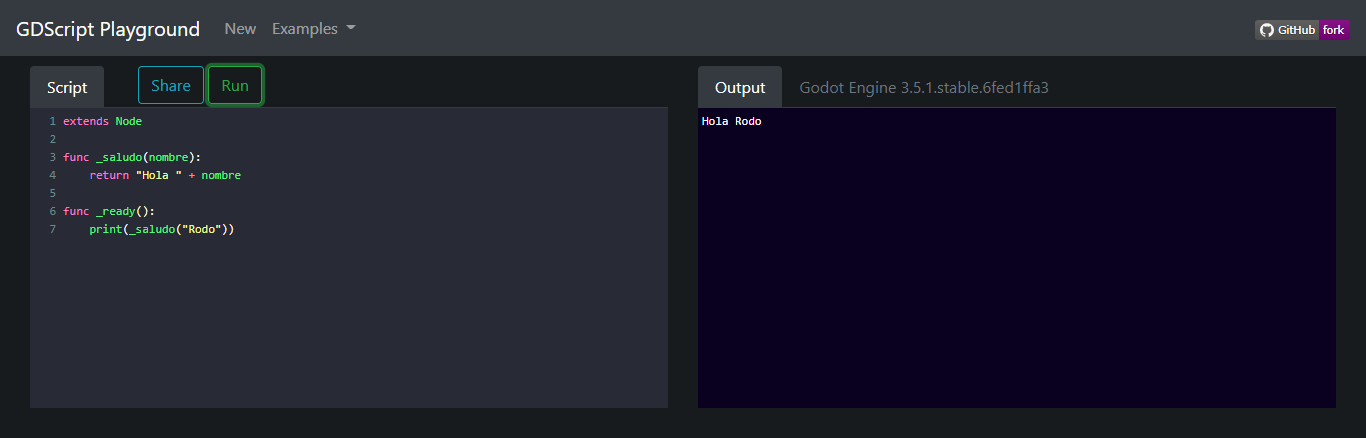 GDScript Playground New Examples GitHub fork
Script Share Run
1 extends Node
2
3 func _saludo(nombre):
4     return "Hola " + nombre
5
6 func _ready():
7     print(_saludo("Rodo"))
Output Godot Engine 3.5.1.stable.6fed1ffa3
Hola Rodo